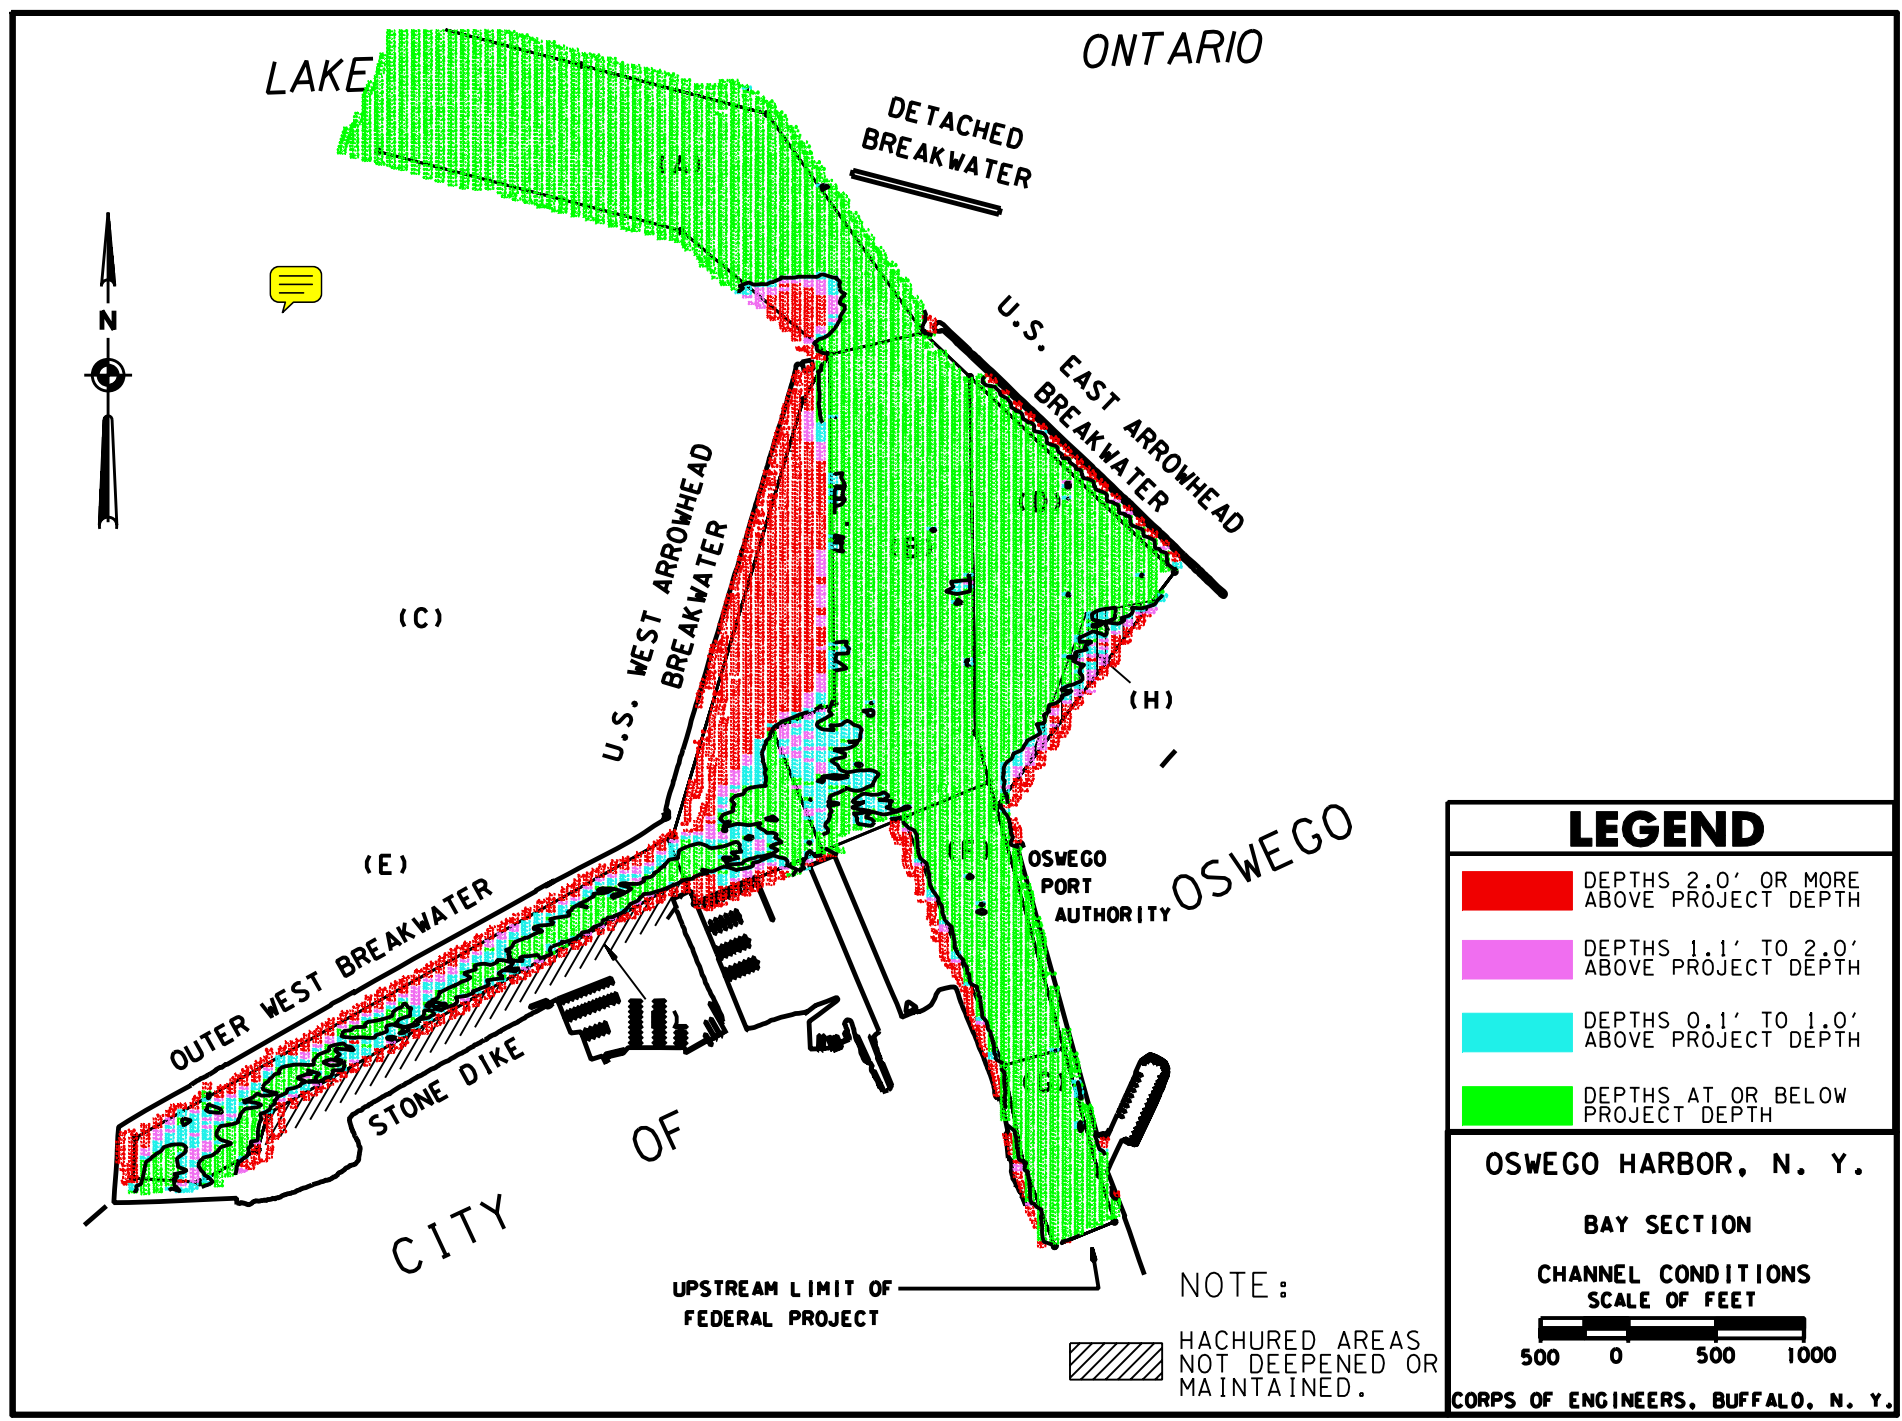 LAKE
ONTARIO
DETACHED
BREAKWATER
(A)
N
U.S. EAST ARROWHEAD
BREAKWATER
U.S. WEST ARROWHEAD
BREAKWATER
(D)
(B)
(C)
(H)
(E)
(F)
OSWEGO
PORT
AUTHORITY
OUTER WEST BREAKWATER
STONE DIKE
(G)
CITY
OF
OSWEGO
UPSTREAM LIMIT OF
FEDERAL PROJECT
NOTE:
HACHURED AREAS
NOT DEEPENED OR
MAINTAINED.
LEGEND
DEPTHS 2.0' OR MORE
ABOVE PROJECT DEPTH
DEPTHS 1.1' TO 2.0'
ABOVE PROJECT DEPTH
DEPTHS 0.1' TO 1.0'
ABOVE PROJECT DEPTH
DEPTHS AT OR BELOW
PROJECT DEPTH
OSWEGO HARBOR, N. Y.
BAY SECTION
CHANNEL CONDITIONS
SCALE OF FEET
500 0 500 1000
CORPS OF ENGINEERS, BUFFALO, N. Y.